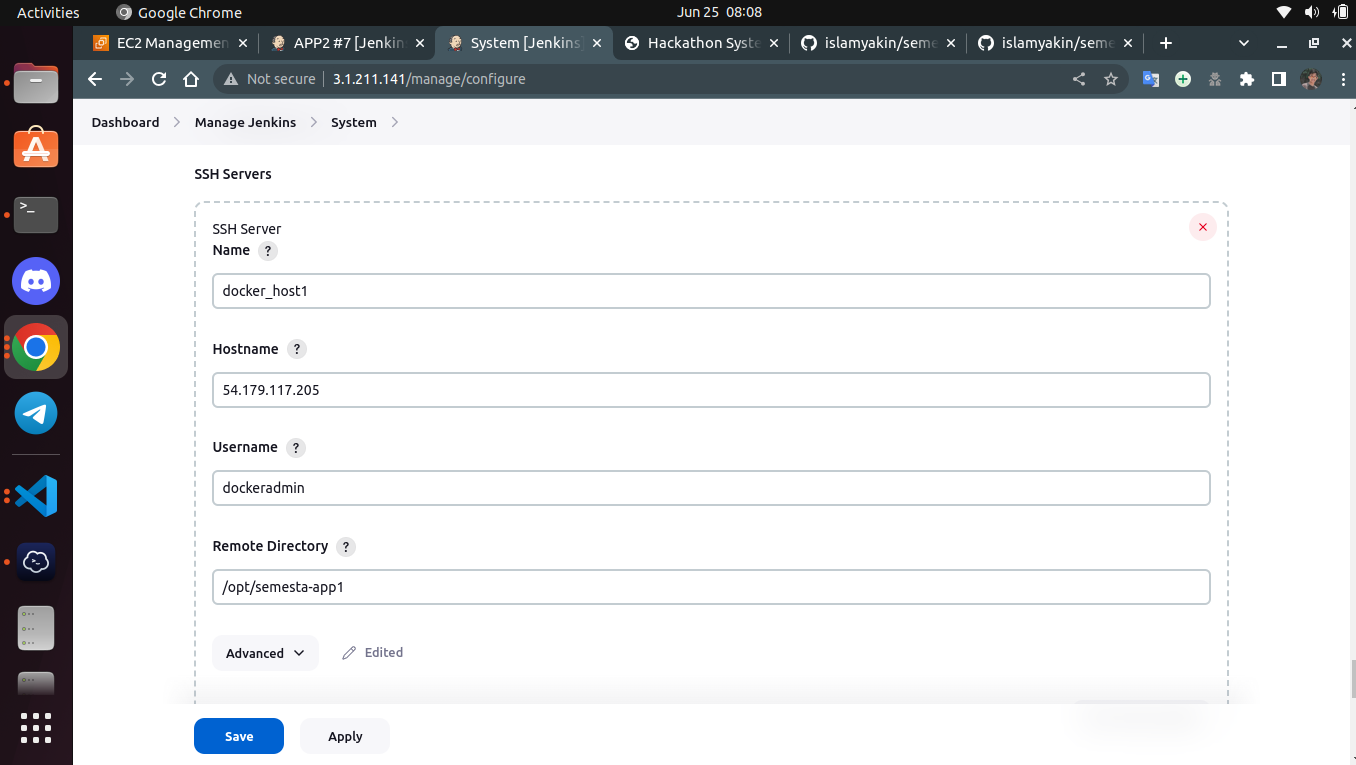 Activities
Google Chrome
Jun 25 08:08
EC2 Managemen
APP2 #7 [Jenkin
System [Jenkins]
Hackathon Syste
islamyakin/seme
islamyakin/seme
Not secure
3.1.211.141/manage/configure
Dashboard
Manage Jenkins
System
SSH Servers
SSH Server
Name ?
docker_host1
Hostname ?
54.179.117.205
Username ?
dockeradmin
Remote Directory ?
/opt/semesta-app1
Advanced
Edited
Save
Apply